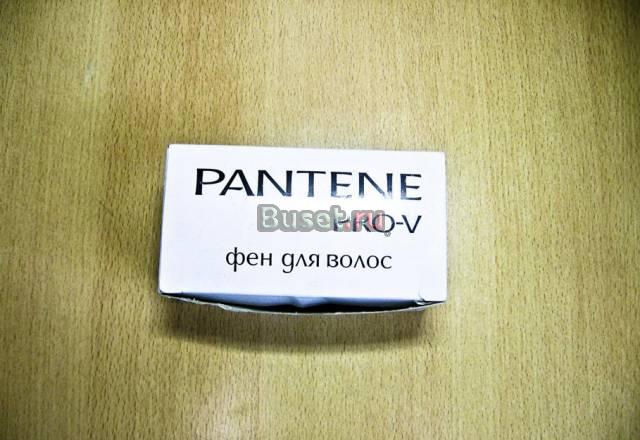 PANTENE
PRO-V
Buset.ru
фен для волос